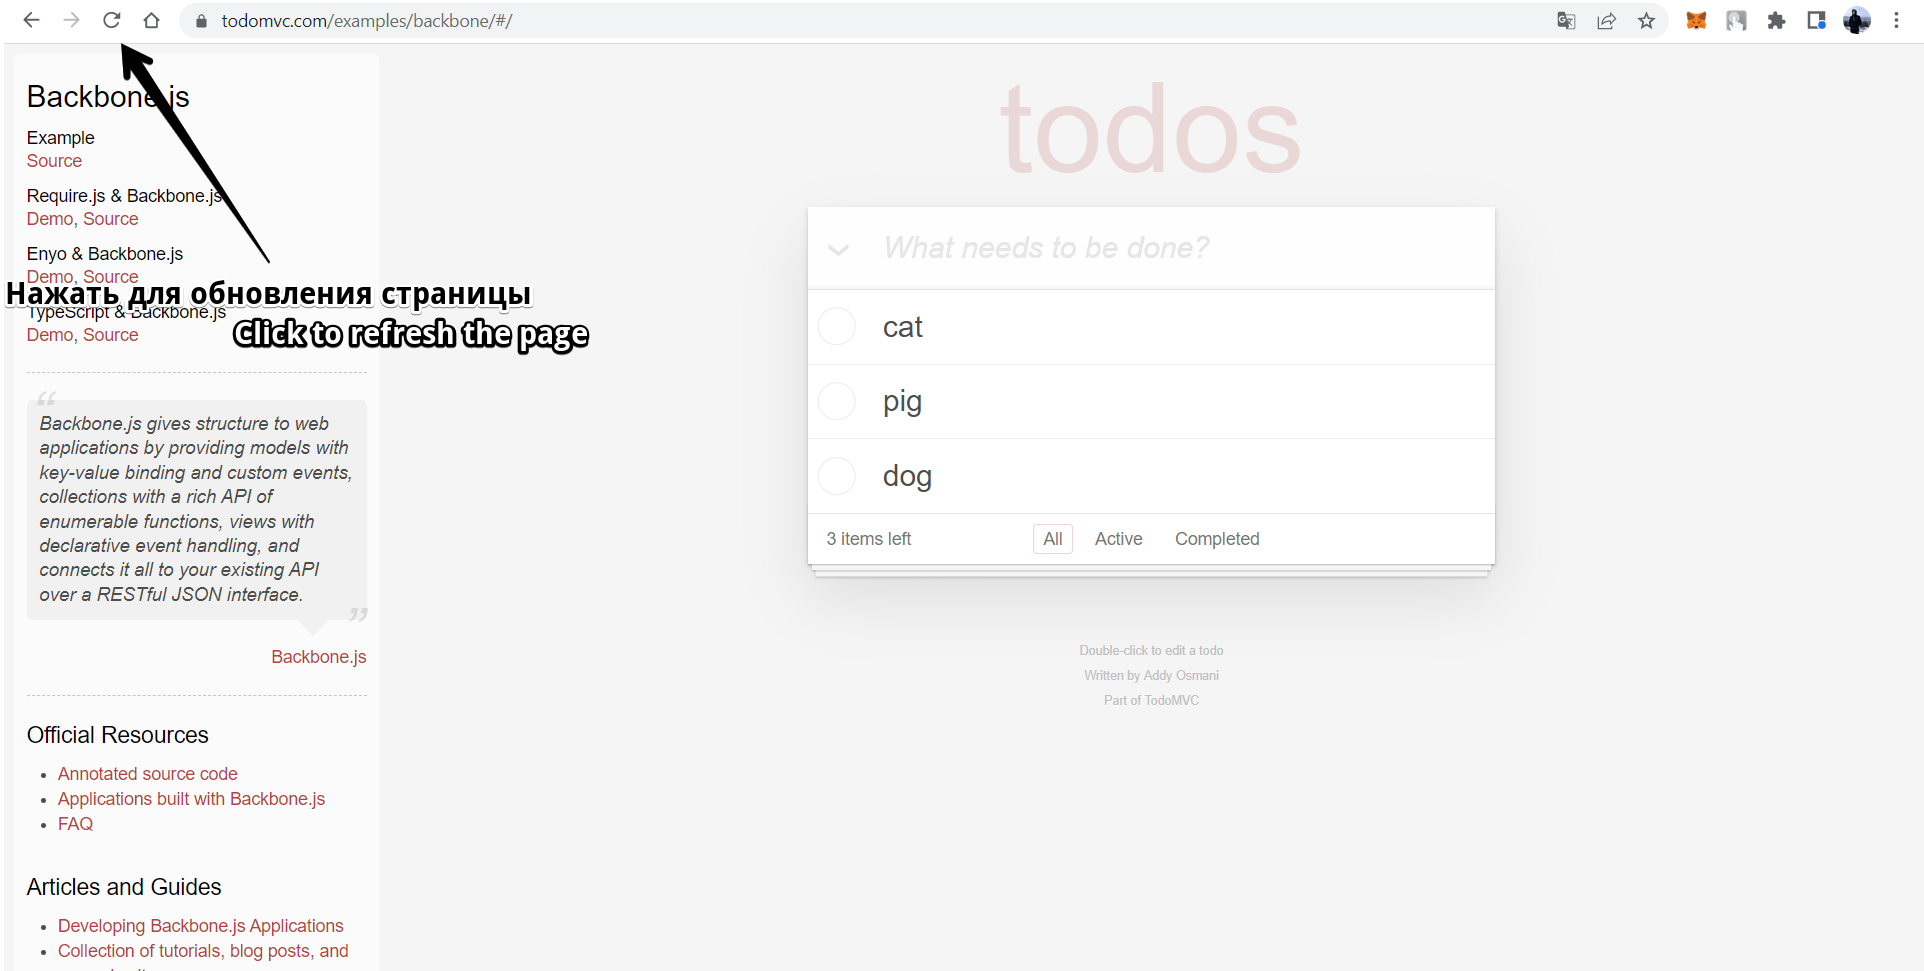 todomvc.com/examples/backbone/#/
Backbone.js
Example
Source
Require.js & Backbone.js
Demo, Source
Enyo & Backbone.js
Demo, Source
Нажать для обновления страницы
TypeScript & Backbone.js
Click to refresh the page
Demo, Source
“
Backbone.js gives structure to web
applications by providing models with
key-value binding and custom events,
collections with a rich API of
enumerable functions, views with
declarative event handling, and
connects it all to your existing API
over a RESTful JSON interface.
”
Backbone.js
Official Resources
• Annotated source code
• Applications built with Backbone.js
• FAQ
Articles and Guides
• Developing Backbone.js Applications
• Collection of tutorials, blog posts, and
todos
What needs to be done?
cat
pig
dog
3 items left
All Active Completed
Double-click to edit a todo
Written by Addy Osmani
Part of TodoMVC